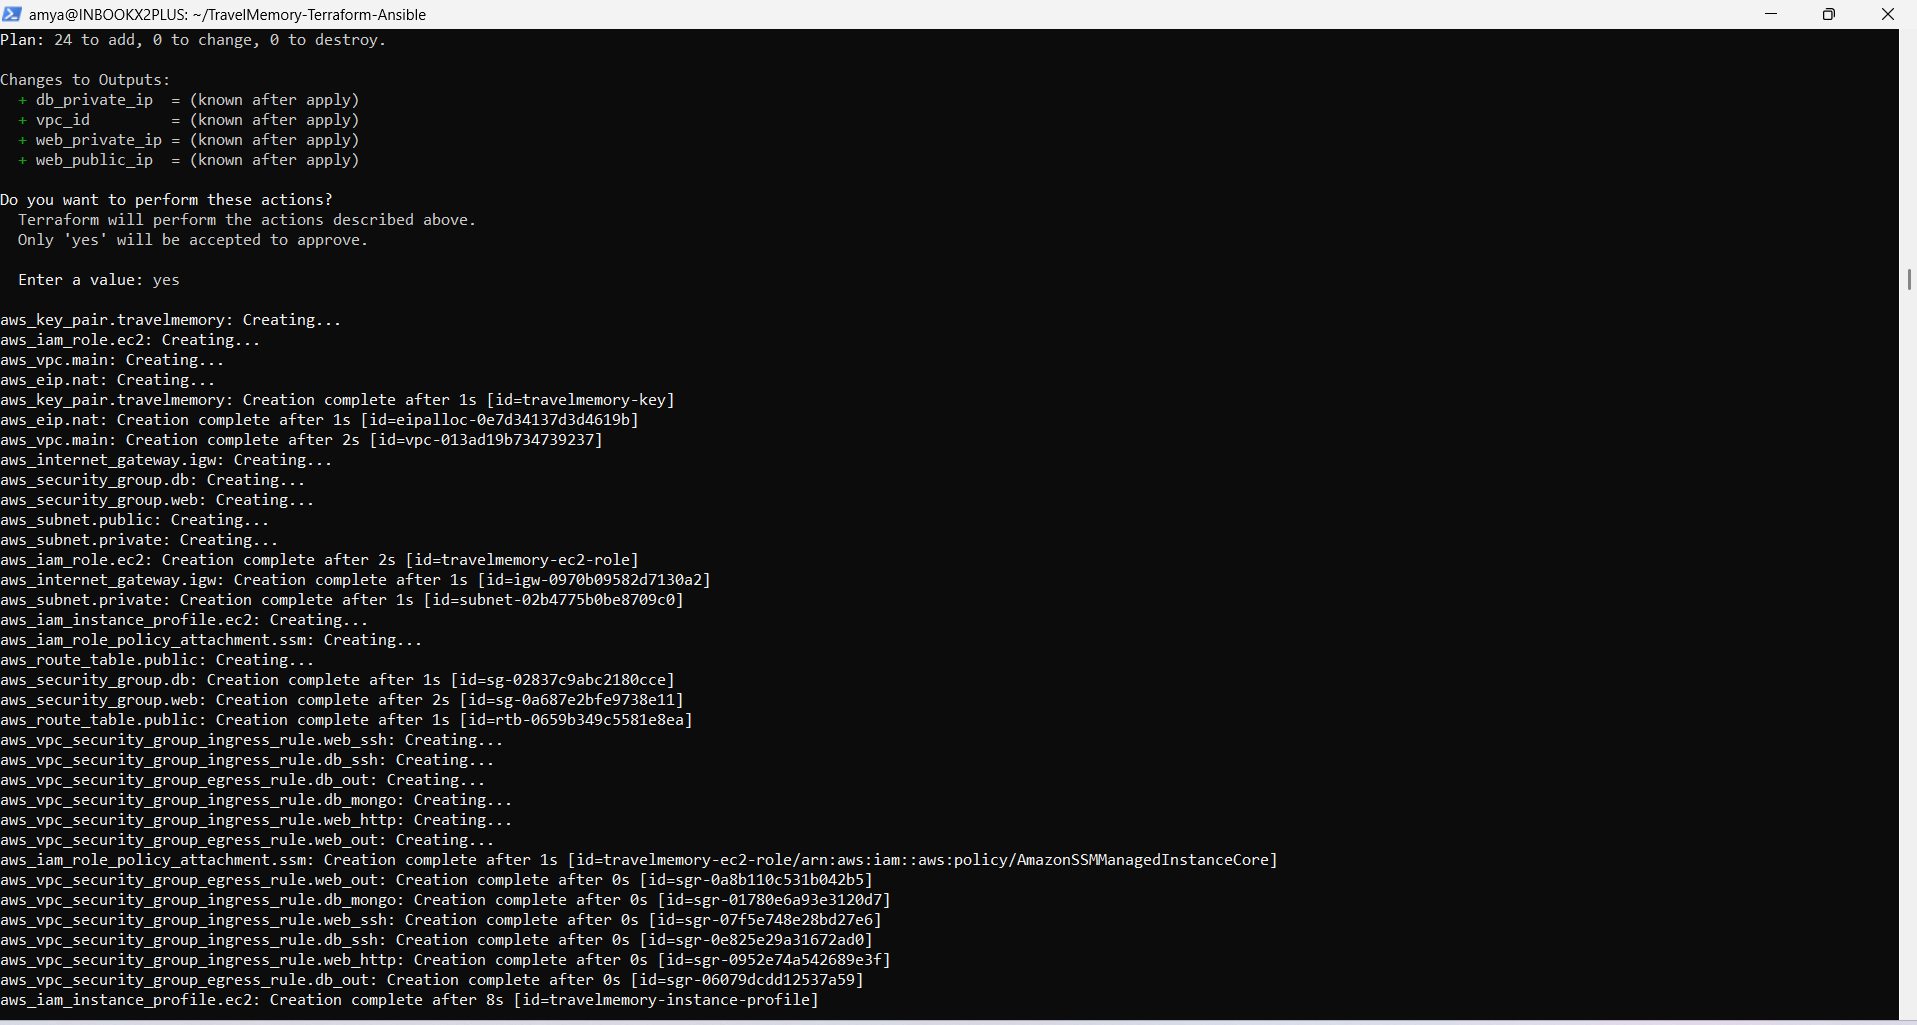 amya@INBOOKX2PLUS: ~/TravelMemory-Terraform-Ansible
Plan: 24 to add, 0 to change, 0 to destroy.
Changes to Outputs:
+ db_private_ip  = (known after apply)
+ vpc_id         = (known after apply)
+ web_private_ip = (known after apply)
+ web_public_ip  = (known after apply)
Do you want to perform these actions?
Terraform will perform the actions described above.
Only 'yes' will be accepted to approve.
Enter a value: yes
aws_key_pair.travelmemory: Creating...
aws_iam_role.ec2: Creating...
aws_vpc.main: Creating...
aws_eip.nat: Creating...
aws_key_pair.travelmemory: Creation complete after 1s [id=travelmemory-key]
aws_eip.nat: Creation complete after 1s [id=eipalloc-0e7d34137d3d4619b]
aws_vpc.main: Creation complete after 2s [id=vpc-013ad19b734739237]
aws_internet_gateway.igw: Creating...
aws_security_group.db: Creating...
aws_security_group.web: Creating...
aws_subnet.public: Creating...
aws_subnet.private: Creating...
aws_iam_role.ec2: Creation complete after 2s [id=travelmemory-ec2-role]
aws_internet_gateway.igw: Creation complete after 1s [id=igw-0970b09582d7130a2]
aws_subnet.private: Creation complete after 1s [id=subnet-02b4775b0be8709c0]
aws_iam_instance_profile.ec2: Creating...
aws_iam_role_policy_attachment.ssm: Creating...
aws_route_table.public: Creating...
aws_security_group.db: Creation complete after 1s [id=sg-02837c9abc2180cce]
aws_security_group.web: Creation complete after 2s [id=sg-0a687e2bfe9738e11]
aws_route_table.public: Creation complete after 1s [id=rtb-0659b349c5581e8ea]
aws_vpc_security_group_ingress_rule.web_ssh: Creating...
aws_vpc_security_group_ingress_rule.db_ssh: Creating...
aws_vpc_security_group_egress_rule.db_out: Creating...
aws_vpc_security_group_ingress_rule.db_mongo: Creating...
aws_vpc_security_group_ingress_rule.web_http: Creating...
aws_vpc_security_group_egress_rule.web_out: Creating...
aws_iam_role_policy_attachment.ssm: Creation complete after 1s [id=travelmemory-ec2-role/arn:aws:iam::aws:policy/AmazonSSMManagedInstanceCore]
aws_vpc_security_group_egress_rule.web_out: Creation complete after 0s [id=sgr-0a8b110c531b042b5]
aws_vpc_security_group_ingress_rule.db_mongo: Creation complete after 0s [id=sgr-01780e6a93e3120d7]
aws_vpc_security_group_ingress_rule.web_ssh: Creation complete after 0s [id=sgr-07f5e748e28bd27e6]
aws_vpc_security_group_ingress_rule.db_ssh: Creation complete after 0s [id=sgr-0e825e29a31672ad0]
aws_vpc_security_group_ingress_rule.web_http: Creation complete after 0s [id=sgr-0952e74a542689e3f]
aws_vpc_security_group_egress_rule.db_out: Creation complete after 0s [id=sgr-06079dcdd12537a59]
aws_iam_instance_profile.ec2: Creation complete after 8s [id=travelmemory-instance-profile]